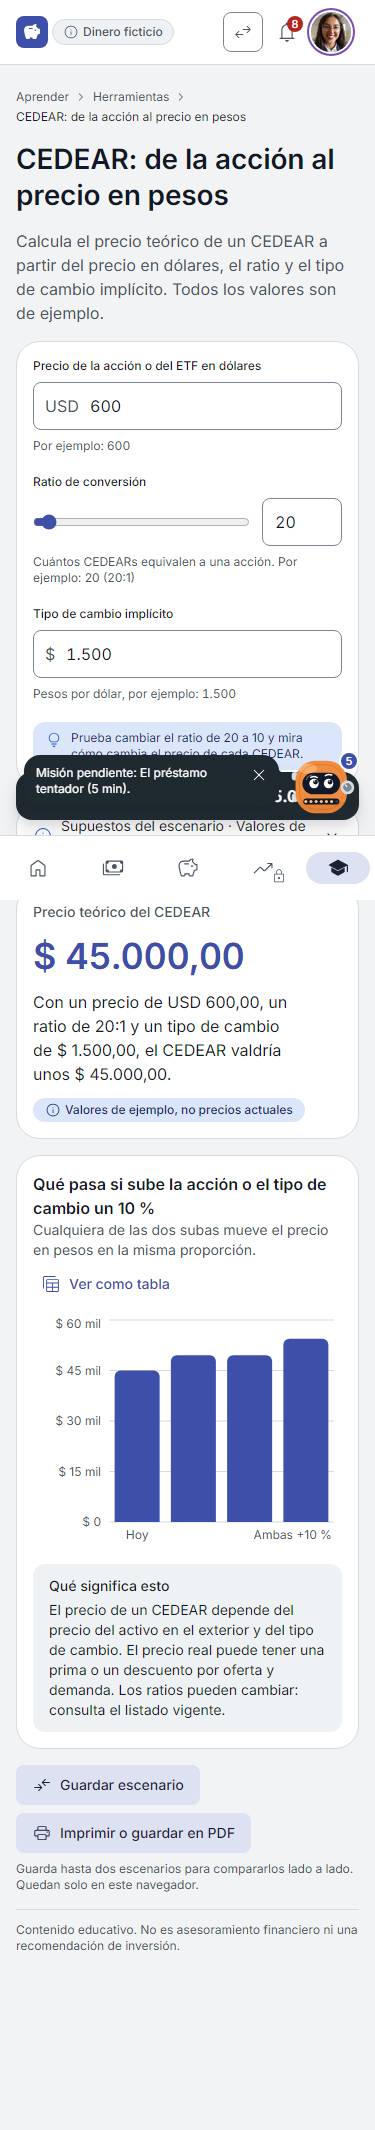 Dinero ficticio
8
Aprender
Herramientas
CEDEAR: de la acción al precio en pesos
CEDEAR: de la acción al
precio en pesos
Calcula el precio teórico de un CEDEAR a
partir del precio en dólares, el ratio y el tipo
de cambio implícito. Todos los valores son
de ejemplo.
Precio de la acción o del ETF en dólares
USD 600
Por ejemplo: 600
Ratio de conversión
20
Cuántos CEDEARs equivalen a una acción. Por
ejemplo: 20 (20:1)
Tipo de cambio implícito
$ 1.500
Pesos por dólar, por ejemplo: 1.500
Prueba cambiar el ratio de 20 a 10 y mira
cómo cambia el precio de cada CEDEAR.
Misión pendiente: El préstamo
tentador (5 min).
5
Supuestos del escenario · Valores de
Precio teórico del CEDEAR
$ 45.000,00
Con un precio de USD 600,00, un
ratio de 20:1 y un tipo de cambio
de $ 1.500,00, el CEDEAR valdría
unos $ 45.000,00.
Valores de ejemplo, no precios actuales
Qué pasa si sube la acción o el tipo de
cambio un 10 %
Cualquiera de las dos subas mueve el precio
en pesos en la misma proporción.
Ver como tabla
$ 60 mil
$ 45 mil
$ 30 mil
$ 15 mil
$ 0
Hoy
Ambas +10 %
Qué significa esto
El precio de un CEDEAR depende del
precio del activo en el exterior y del tipo
de cambio. El precio real puede tener una
prima o un descuento por oferta y
demanda. Los ratios pueden cambiar:
consulta el listado vigente.
Guardar escenario
Imprimir o guardar en PDF
Guarda hasta dos escenarios para compararlos lado a lado.
Quedan solo en este navegador.
Contenido educativo. No es asesoramiento financiero ni una
recomendación de inversión.